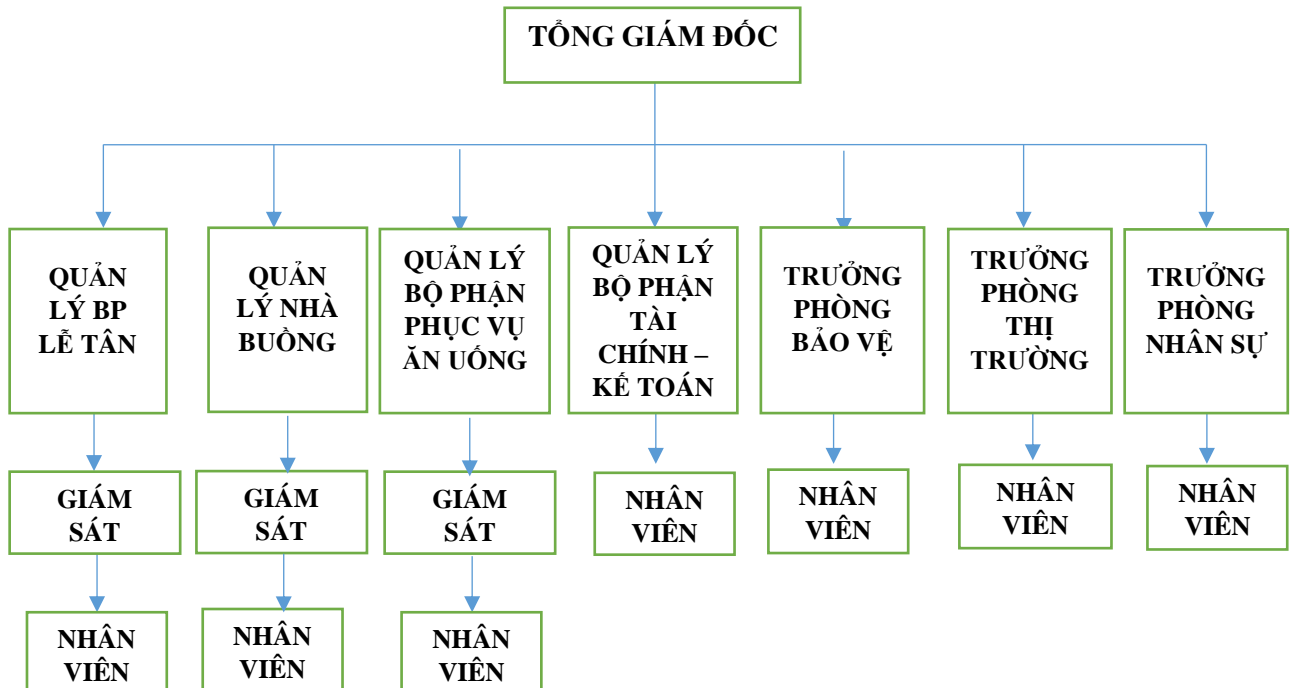 TỔNG GIÁM ĐỐC
QUẢN
LÝ BP
LỄ TÂN
QUẢN
LÝ NHÀ
BUỒNG
QUẢN LÝ
BỘ PHẬN
PHỤC VỤ
ĂN UỐNG
QUẢN LÝ
BỘ PHẬN
TÀI
CHÍNH –
KẾ TOÁN
TRƯỞNG
PHÒNG
BẢO VỆ
TRƯỞNG
PHÒNG
THỊ
TRƯỜNG
TRƯỞNG
PHÒNG
NHÂN SỰ
GIÁM
SÁT
GIÁM
SÁT
GIÁM
SÁT
NHÂN
VIÊN
NHÂN
VIÊN
NHÂN
VIÊN
NHÂN
VIÊN
NHÂN
VIÊN
NHÂN
VIÊN
NHÂN
VIÊN